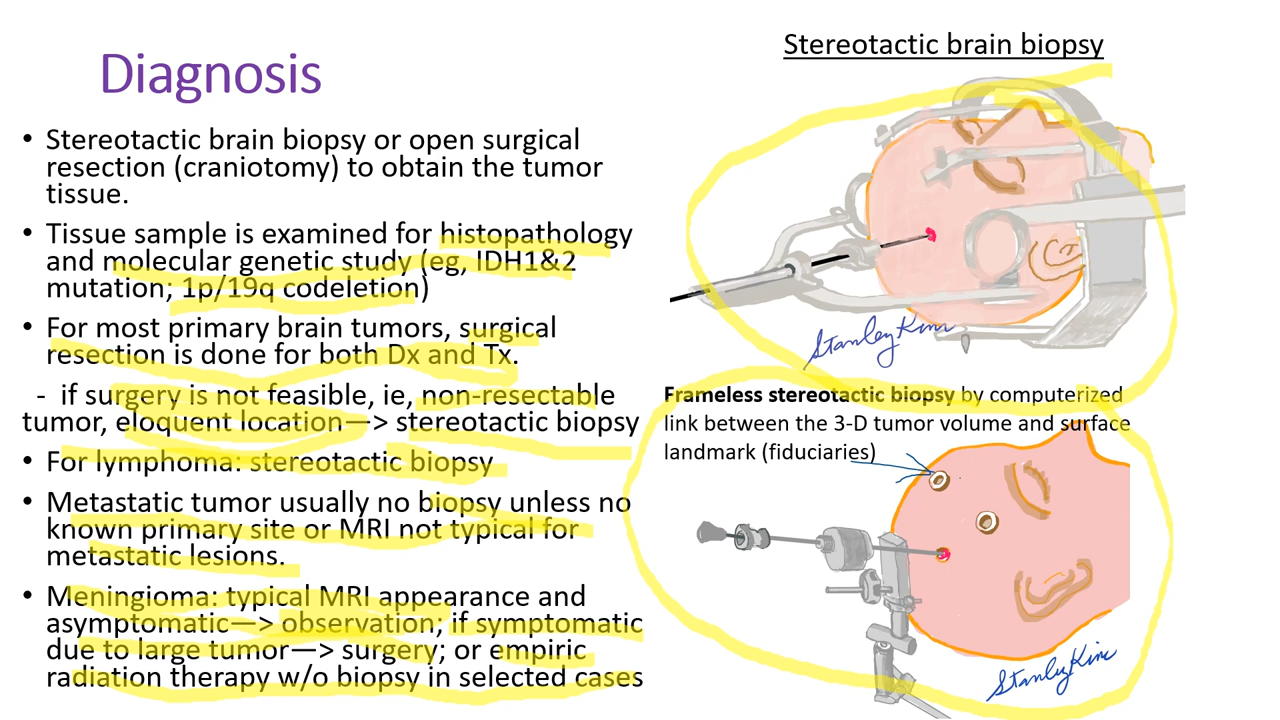 Diagnosis
• Stereotactic brain biopsy or open surgical
resection (craniotomy) to obtain the tumor
tissue.
• Tissue sample is examined for histopathology
and molecular genetic study (eg, IDH1&2
mutation; 1p/19q codeletion)
• For most primary brain tumors, surgical
resection is done for both Dx and Tx.
- if surgery is not feasible, ie, non-resectable
tumor, eloquent location—> stereotactic biopsy
• For lymphoma: stereotactic biopsy
• Metastatic tumor usually no biopsy unless no
known primary site or MRI not typical for
metastatic lesions.
• Meningioma: typical MRI appearance and
asymptomatic—> observation; if symptomatic
due to large tumor—> surgery; or empiric
radiation therapy w/o biopsy in selected cases
Stereotactic brain biopsy
Stanley Kim
Frameless stereotactic biopsy by computerized
link between the 3-D tumor volume and surface
landmark (fiduciaries)
Stanley Kim